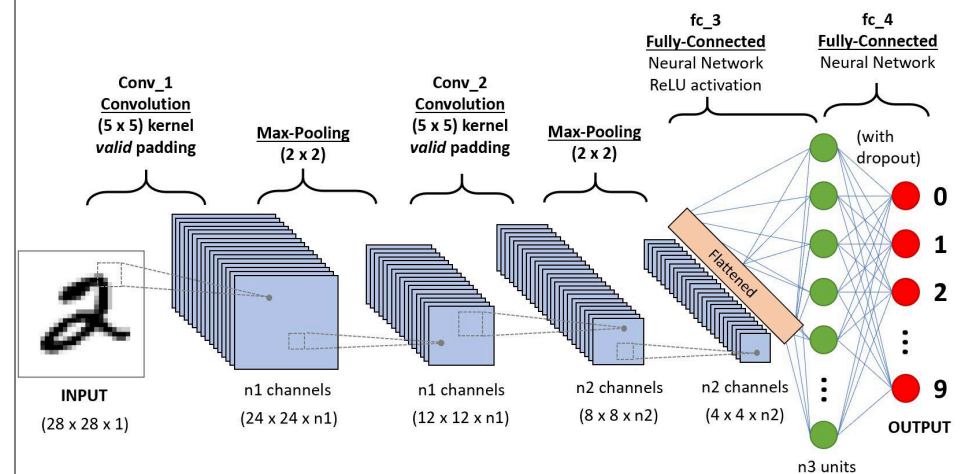 Conv_1
Convolution
(5 x 5) kernel
valid padding
Max-Pooling
(2 x 2)
Conv_2
Convolution
(5 x 5) kernel
valid padding
Max-Pooling
(2 x 2)
fc_3
Fully-Connected
Neural Network
ReLU activation
fc_4
Fully-Connected
Neural Network
(with
dropout)
Flattened
0
1
2
9
OUTPUT
2
INPUT
(28 x 28 x 1)
n1 channels
(24 x 24 x n1)
n1 channels
(12 x 12 x n1)
n2 channels
(8 x 8 x n2)
n2 channels
(4 x 4 x n2)
n3 units